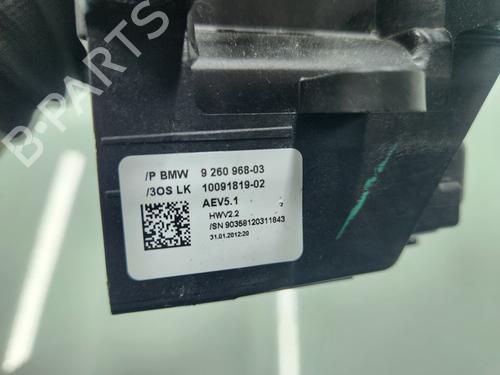 B-PARTS
/P BMW 9 260 968-03
/3OS LK 10091819-02
AEV5.1
HWV2.2
/SN 90358120311843
31.01.2012:20